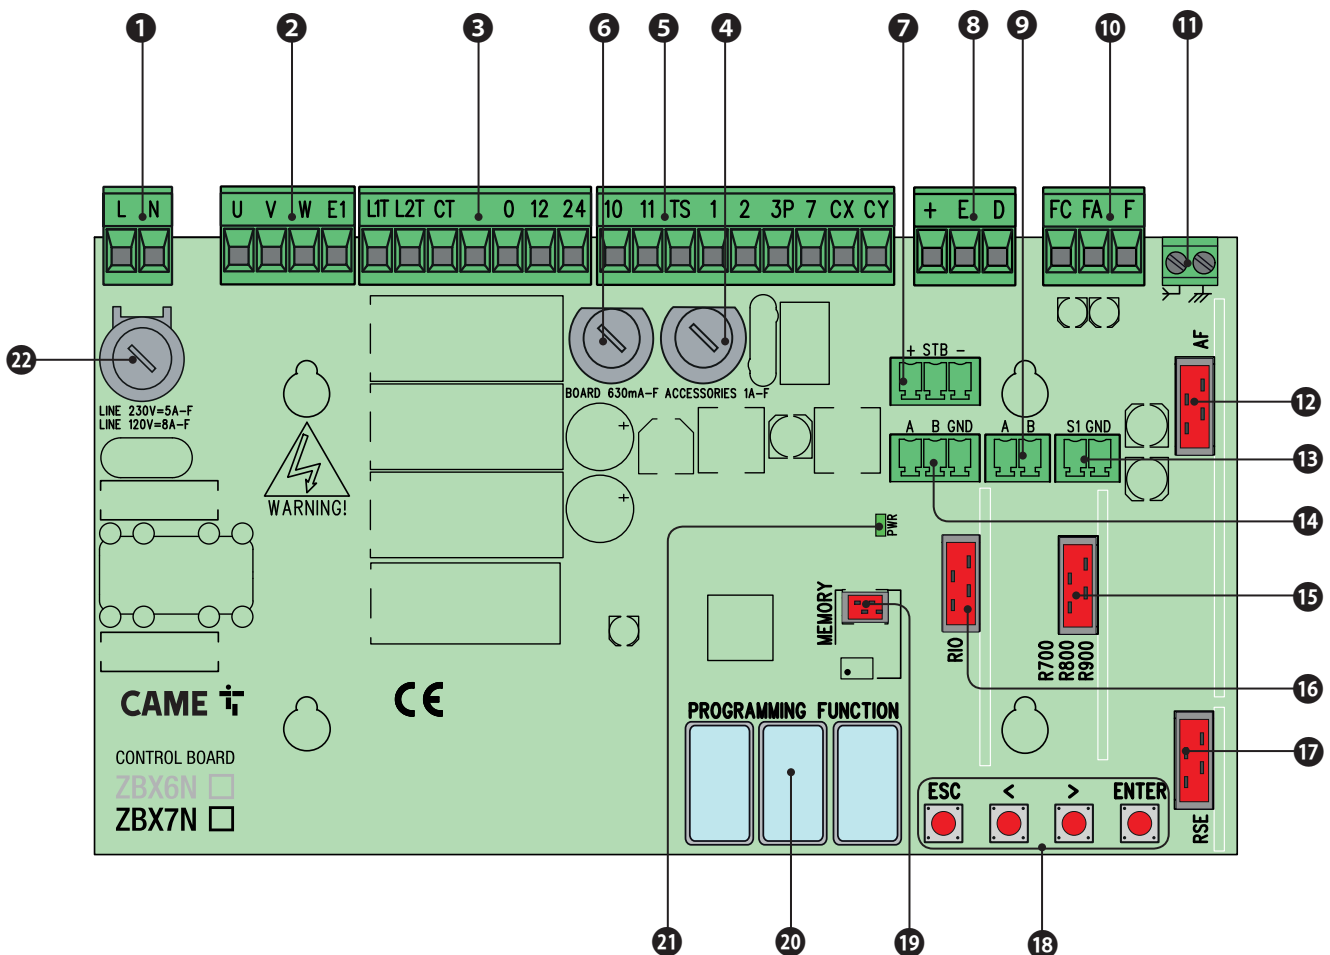 1 2 3 6 5 4 7 8 9 10 11
L N
U V W E1
L1T L2T CT 0 12 24
10 11 TS 1 2 3P 7 CX CY
+ E D
FC FA F
22
LINE 230V=5A-F
LINE 120V=8A-F
BOARD 630mA-F
ACCESSORIES 1A-F
+ STB -
AF
12
A B GND
A B
S1 GND
13
+
+
WARNING!
14
PWR
MEMORY
RIO
R700
R800
R900
15
16
CAME
CE
PROGRAMMING FUNCTION
17
CONTROL BOARD
ZBX6N
ZBX7N
ESC < > ENTER
RSE
21 20 19 18